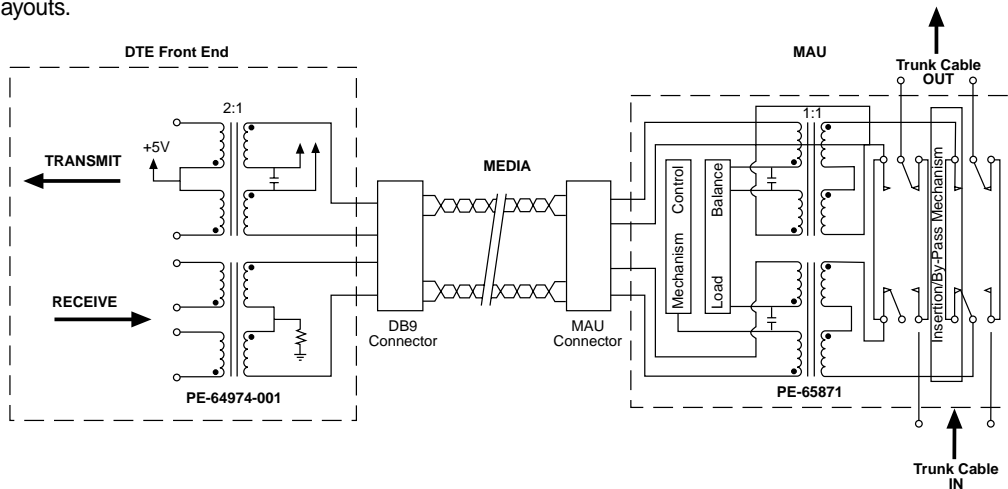 ayouts.
DTE Front End
MAU
Trunk Cable
OUT
2:1
1:1
+5V
TRANSMIT
MEDIA
Mechanism Control
Load Balance
Insertion/By-Pass Mechanism
RECEIVE
DB9
Connector
MAU
Connector
PE-64974-001
PE-65871
Trunk Cable
IN